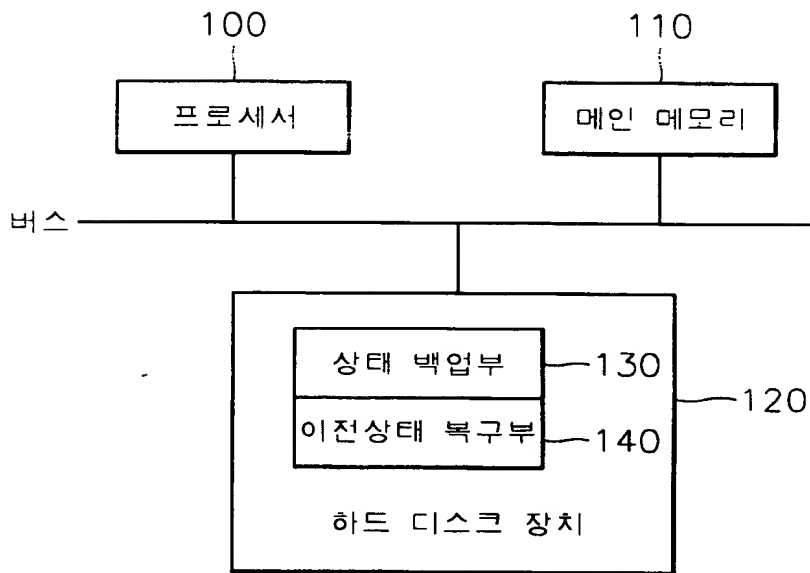 100
110
프로세서
메인 메모리
버스
상태 백업부
130
120
이전상태 복구부
140
하드 디스크 장치